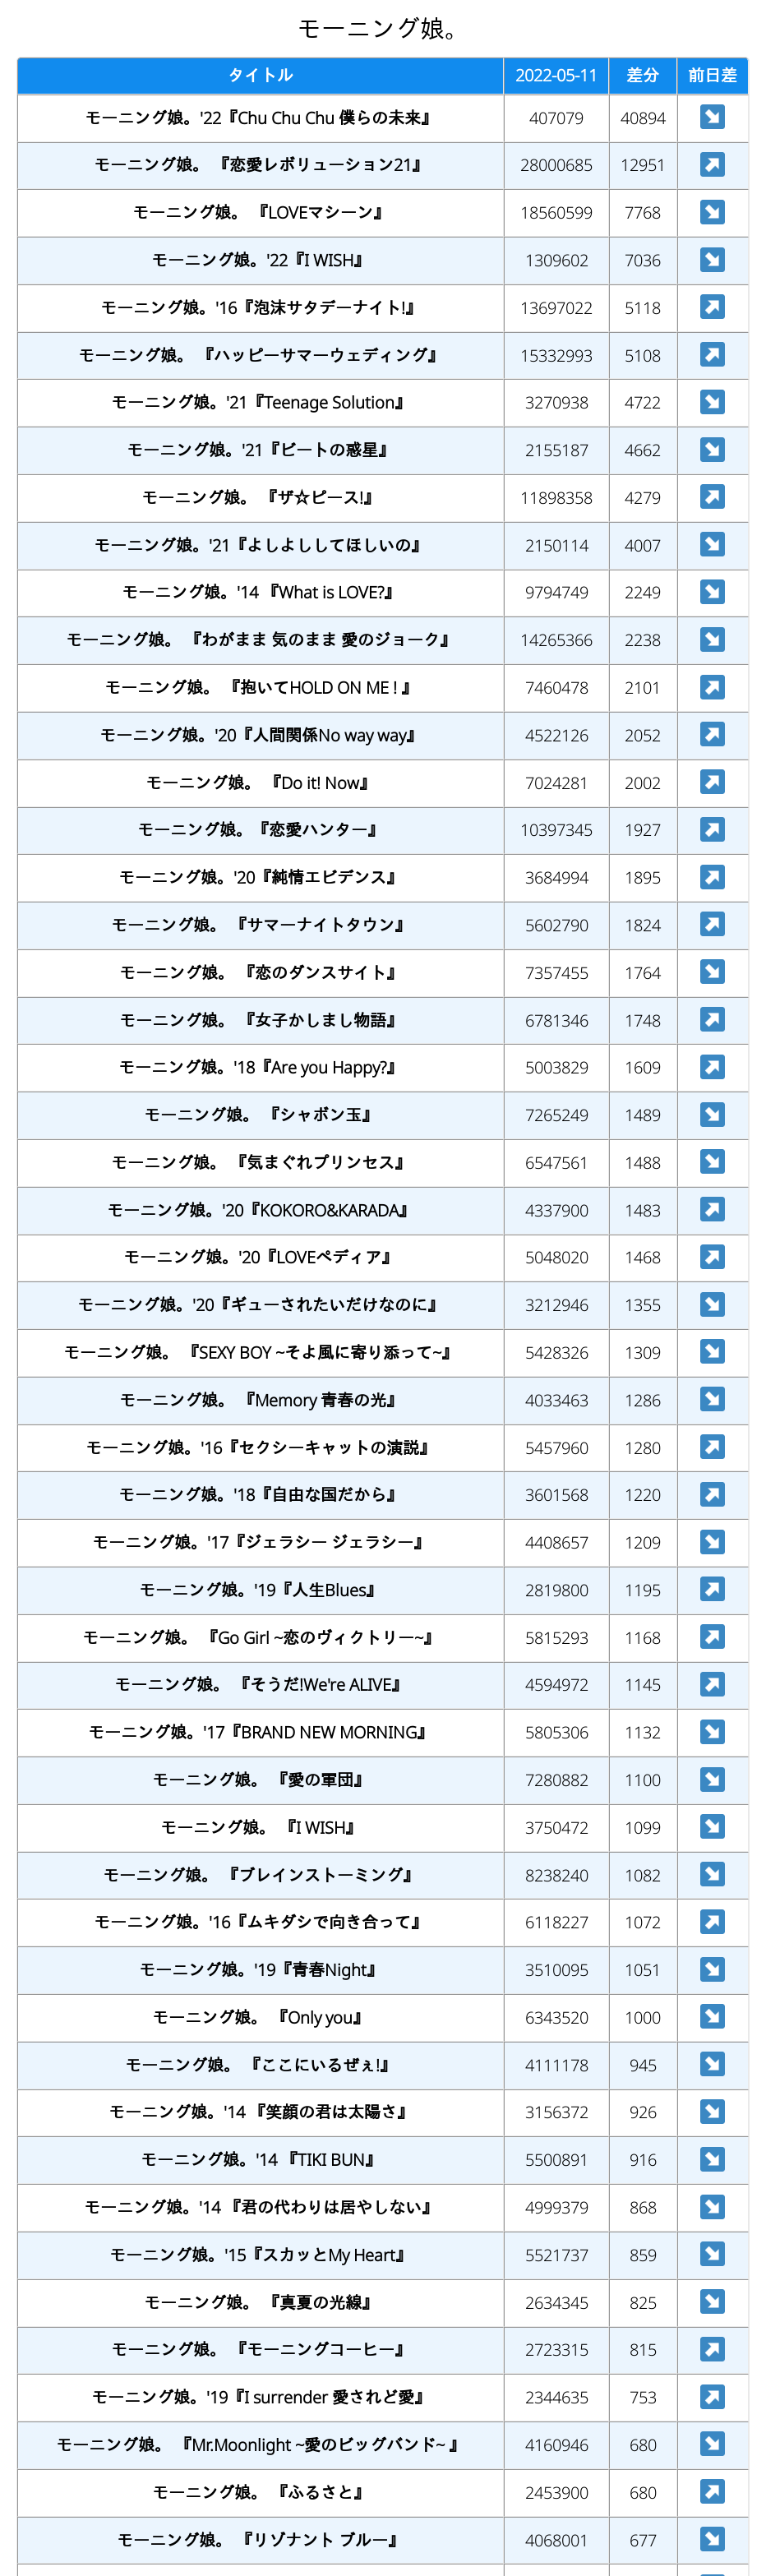 モーニング娘。
タイトル 2022-05-11 差分 前日差
モーニング娘。'22『Chu Chu Chu 僕らの未来』 407079 40894 ↘
モーニング娘。 『恋愛レボリューション21』 28000685 12951 ↗
モーニング娘。 『LOVEマシーン』 18560599 7768 ↘
モーニング娘。'22『I WISH』 1309602 7036 ↘
モーニング娘。'16『泡沫サタデーナイト!』 13697022 5118 ↗
モーニング娘。 『ハッピーサマーウェディング』 15332993 5108 ↗
モーニング娘。'21『Teenage Solution』 3270938 4722 ↘
モーニング娘。'21『ビートの惑星』 2155187 4662 ↘
モーニング娘。 『ザ☆ピース!』 11898358 4279 ↗
モーニング娘。'21『よしよししてほしいの』 2150114 4007 ↘
モーニング娘。'14 『What is LOVE?』 9794749 2249 ↘
モーニング娘。 『わがまま 気のまま 愛のジョーク』 14265366 2238 ↘
モーニング娘。 『抱いてHOLD ON ME ! 』 7460478 2101 ↗
モーニング娘。'20『人間関係No way way』 4522126 2052 ↗
モーニング娘。 『Do it! Now』 7024281 2002 ↗
モーニング娘。『恋愛ハンター』 10397345 1927 ↗
モーニング娘。'20『純情エビデンス』 3684994 1895 ↗
モーニング娘。 『サマーナイトタウン』 5602790 1824 ↗
モーニング娘。 『恋のダンスサイト』 7357455 1764 ↘
モーニング娘。 『女子かしまし物語』 6781346 1748 ↗
モーニング娘。'18『Are you Happy?』 5003829 1609 ↗
モーニング娘。 『シャボン玉』 7265249 1489 ↘
モーニング娘。 『気まぐれプリンセス』 6547561 1488 ↘
モーニング娘。'20『KOKORO&KARADA』 4337900 1483 ↗
モーニング娘。'20『LOVEペディア』 5048020 1468 ↗
モーニング娘。'20『ギューされたいだけなのに』 3212946 1355 ↘
モーニング娘。 『SEXY BOY ~そよ風に寄り添って~』 5428326 1309 ↘
モーニング娘。 『Memory 青春の光』 4033463 1286 ↘
モーニング娘。'16『セクシーキャットの演説』 5457960 1280 ↗
モーニング娘。'18『自由な国だから』 3601568 1220 ↗
モーニング娘。'17『ジェラシー ジェラシー』 4408657 1209 ↘
モーニング娘。'19『人生Blues』 2819800 1195 ↗
モーニング娘。 『Go Girl ~恋のヴィクトリー~』 5815293 1168 ↗
モーニング娘。 『そうだ!We're ALIVE』 4594972 1145 ↗
モーニング娘。'17『BRAND NEW MORNING』 5805306 1132 ↘
モーニング娘。 『愛の軍団』 7280882 1100 ↘
モーニング娘。 『I WISH』 3750472 1099 ↘
モーニング娘。 『ブレインストーミング』 8238240 1082 ↘
モーニング娘。'16『ムキダシで向き合って』 6118227 1072 ↗
モーニング娘。'19『青春Night』 3510095 1051 ↘
モーニング娘。 『Only you』 6343520 1000 ↘
モーニング娘。 『ここにいるぜぇ!』 4111178 945 ↘
モーニング娘。'14 『笑顔の君は太陽さ』 3156372 926 ↘
モーニング娘。'14 『TIKI BUN』 5500891 916 ↘
モーニング娘。'14 『君の代わりは居やしない』 4999379 868 ↘
モーニング娘。'15『スカッとMy Heart』 5521737 859 ↘
モーニング娘。 『真夏の光線』 2634345 825 ↘
モーニング娘。 『モーニングコーヒー』 2723315 815 ↗
モーニング娘。'19『I surrender 愛されど愛』 2344635 753 ↗
モーニング娘。 『Mr.Moonlight ~愛のビッグバンド~ 』 4160946 680 ↘
モーニング娘。 『ふるさと』 2453900 680 ↗
モーニング娘。 『リゾナント ブルー』 4068001 677 ↘